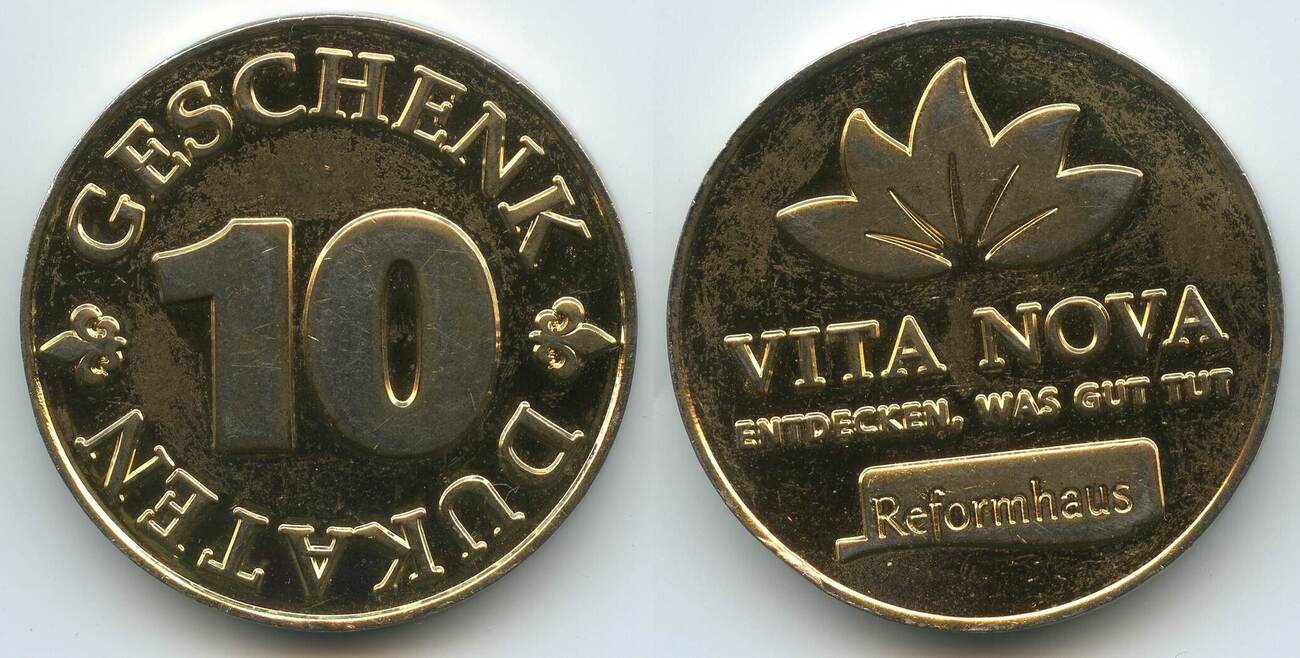 GESCHENK
10
DUKATEN
VITA NOVA
ENTDECKEN, WAS GUT TUT
Reformhaus